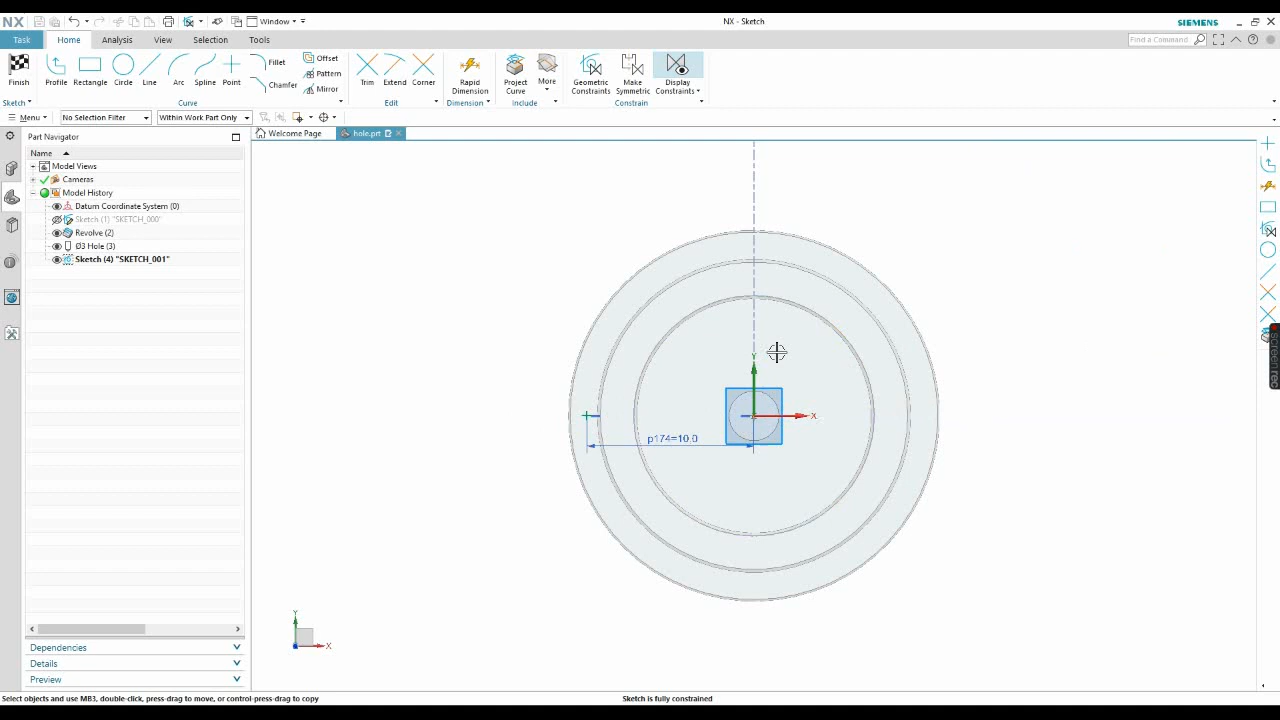 NX
Window
NX - Sketch
SIEMENS
Task
Home
Analysis
View
Selection
Tools
Find a Command
Finish
Profile
Rectangle
Circle
Line
Arc
Spline
Point
Fillet
Chamfer
Offset
Pattern
Mirror
Trim
Extend
Corner
Rapid
Dimension
Project
Curve
More
Geometric
Constraints
Make
Symmetric
Display
Constraints
Sketch
Curve
Edit
Dimension
Include
Constrain
Menu
No Selection Filter
Within Work Part Only
Part Navigator
Welcome Page
hole.prt
Name
Model Views
Cameras
Model History
Datum Coordinate System (0)
Sketch (1) "SKETCH_000"
Revolve (2)
Ø3 Hole (3)
Sketch (4) "SKETCH_001"
Y
X
p174=10.0
Screenrec
Y
X
Dependencies
Details
Preview
Select objects and use MB3, double-click, press-drag to move, or control-press-drag to copy
Sketch is fully constrained